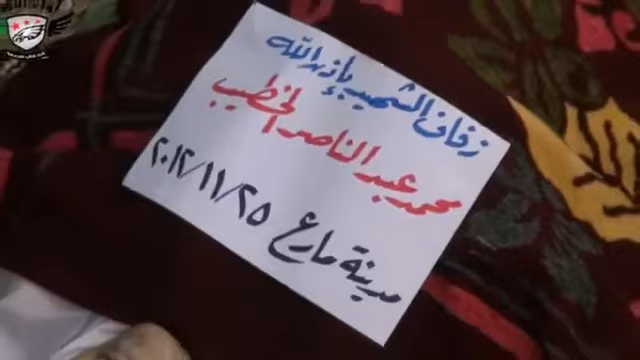 زفاف الشهيد بإذن الله
محمد عبد الناصر الخطيب
مدينة مارع ٢٠١٢/١١/٢٥